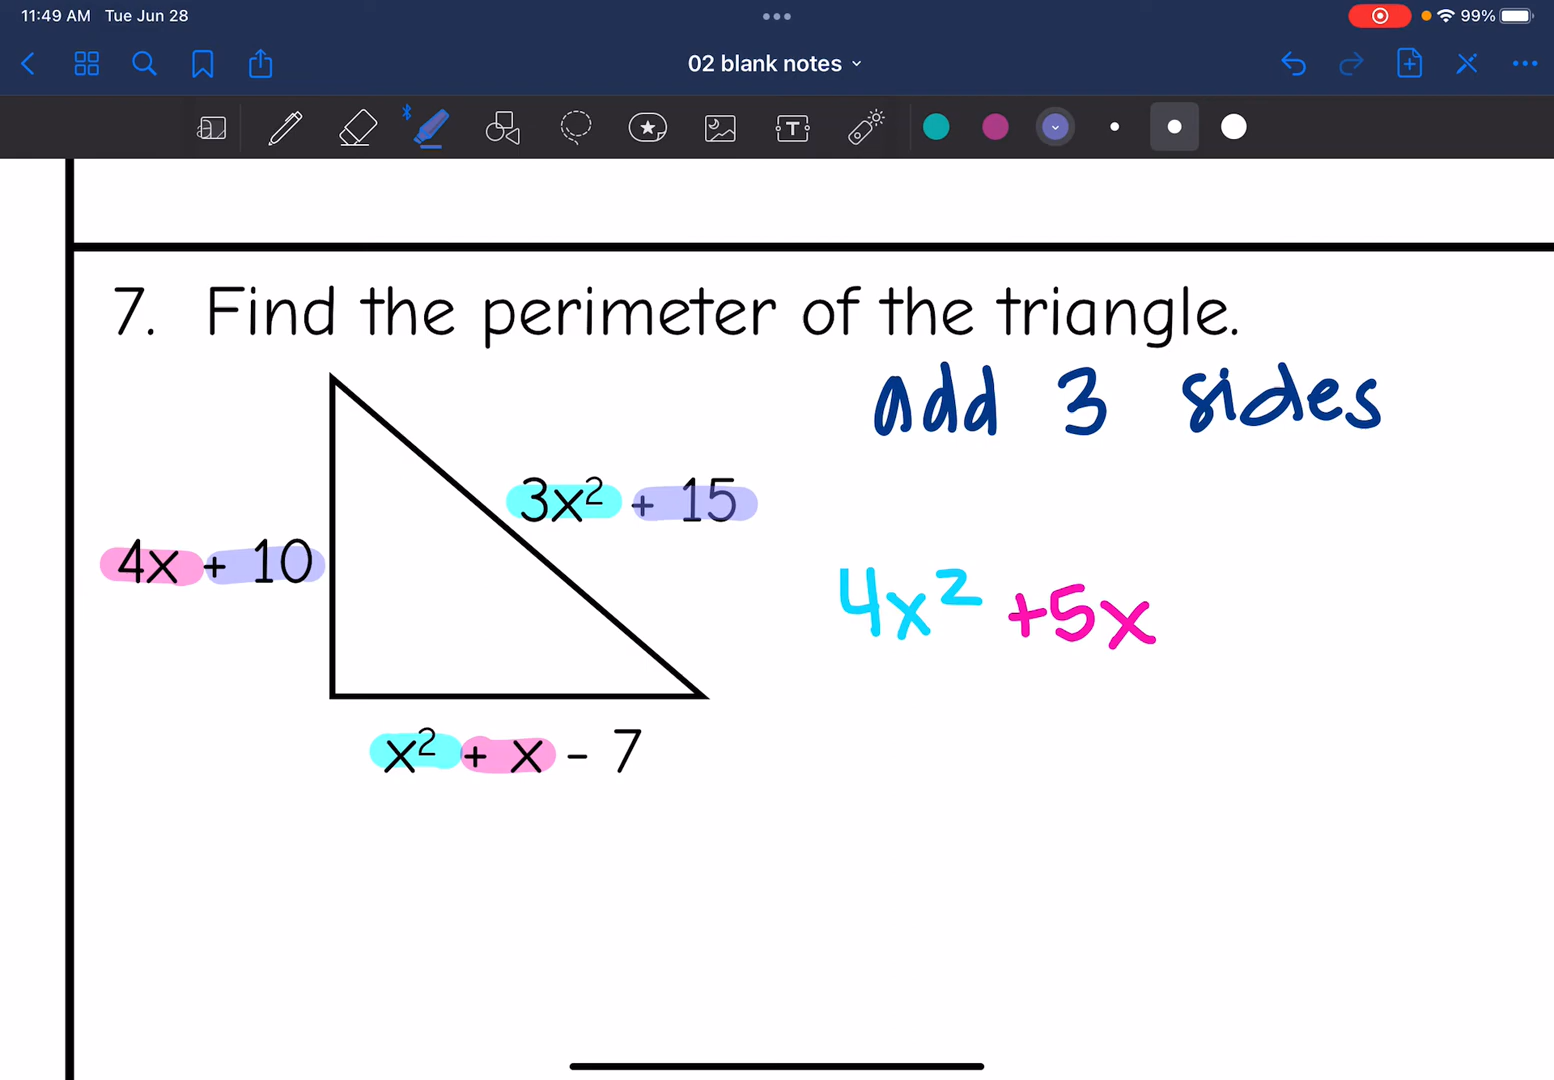 11:49 AM Tue Jun 28
99%
02 blank notes
T
7. Find the perimeter of the triangle.
add 3 sides
3x² + 15
4x + 10
4x² +5x
x² + x - 7